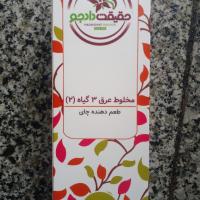 حقیقت دادجو
مخلوط عرق ۳ گیاه (۲)
طعم دهنده چای